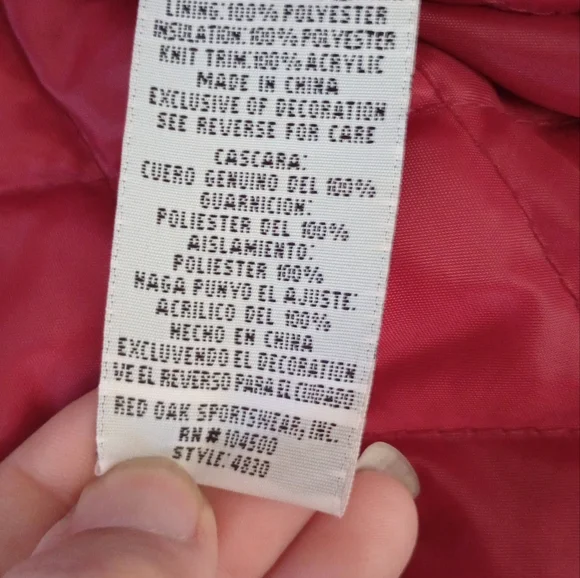 LINING: 100% POLYESTER
INSULATION: 100% POLYESTER
KNIT TRIM 100% ACRYLIC
MADE IN CHINA
EXCLUSIVE OF DECORATION
SEE REVERSE FOR CARE
CASCARA:
CUERO GENUINO DEL 100%
GUARNICION:
POLIESTER DEL 100%
AISLAMIENTO:
POLIESTER 100%
HAGA PUNYO EL AJUSTE:
ACRILICO DEL 100%
HECHO EN CHINA
EXCLUVENDO EL DECORATION
VE EL REVERSO PARA EL CUIDADO
RED OAK SPORTSWEAR, INC.
RN # 104500
STYLE: 4830